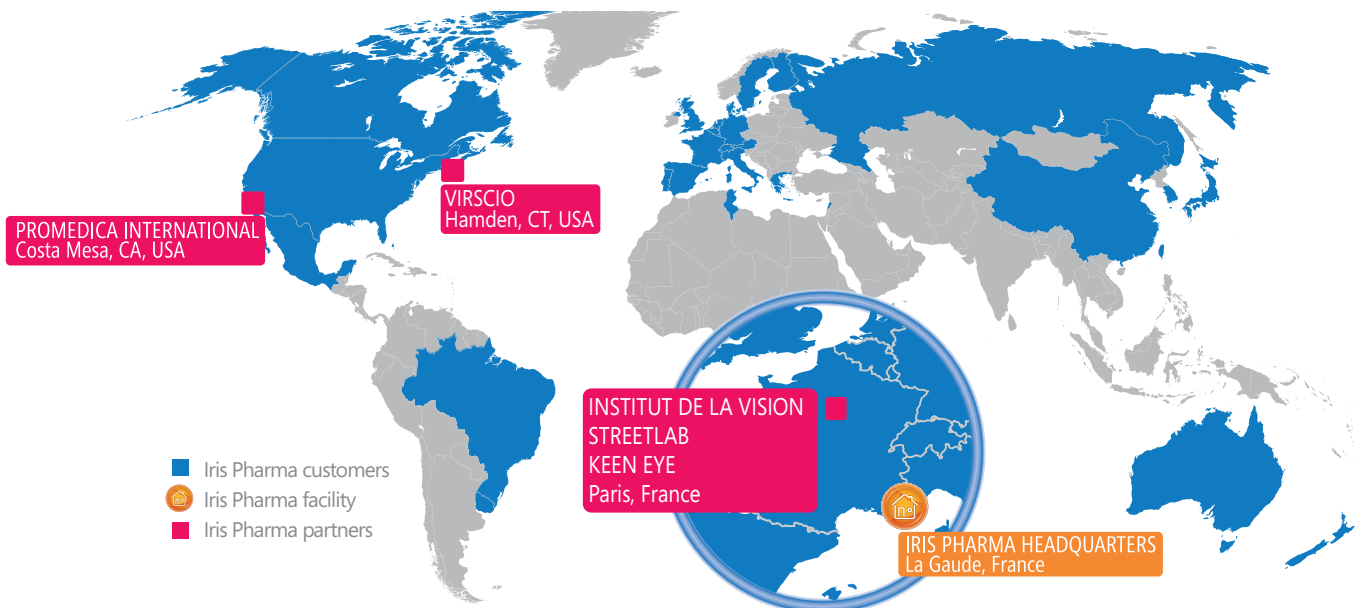 VIRSCIO
Hamden, CT, USA
PROMEDICA INTERNATIONAL
Costa Mesa, CA, USA
INSTITUT DE LA VISION
STREETLAB
KEEN EYE
Paris, France
Iris Pharma customers
Iris Pharma facility
Iris Pharma partners
IRIS PHARMA HEADQUARTERS
La Gaude, France